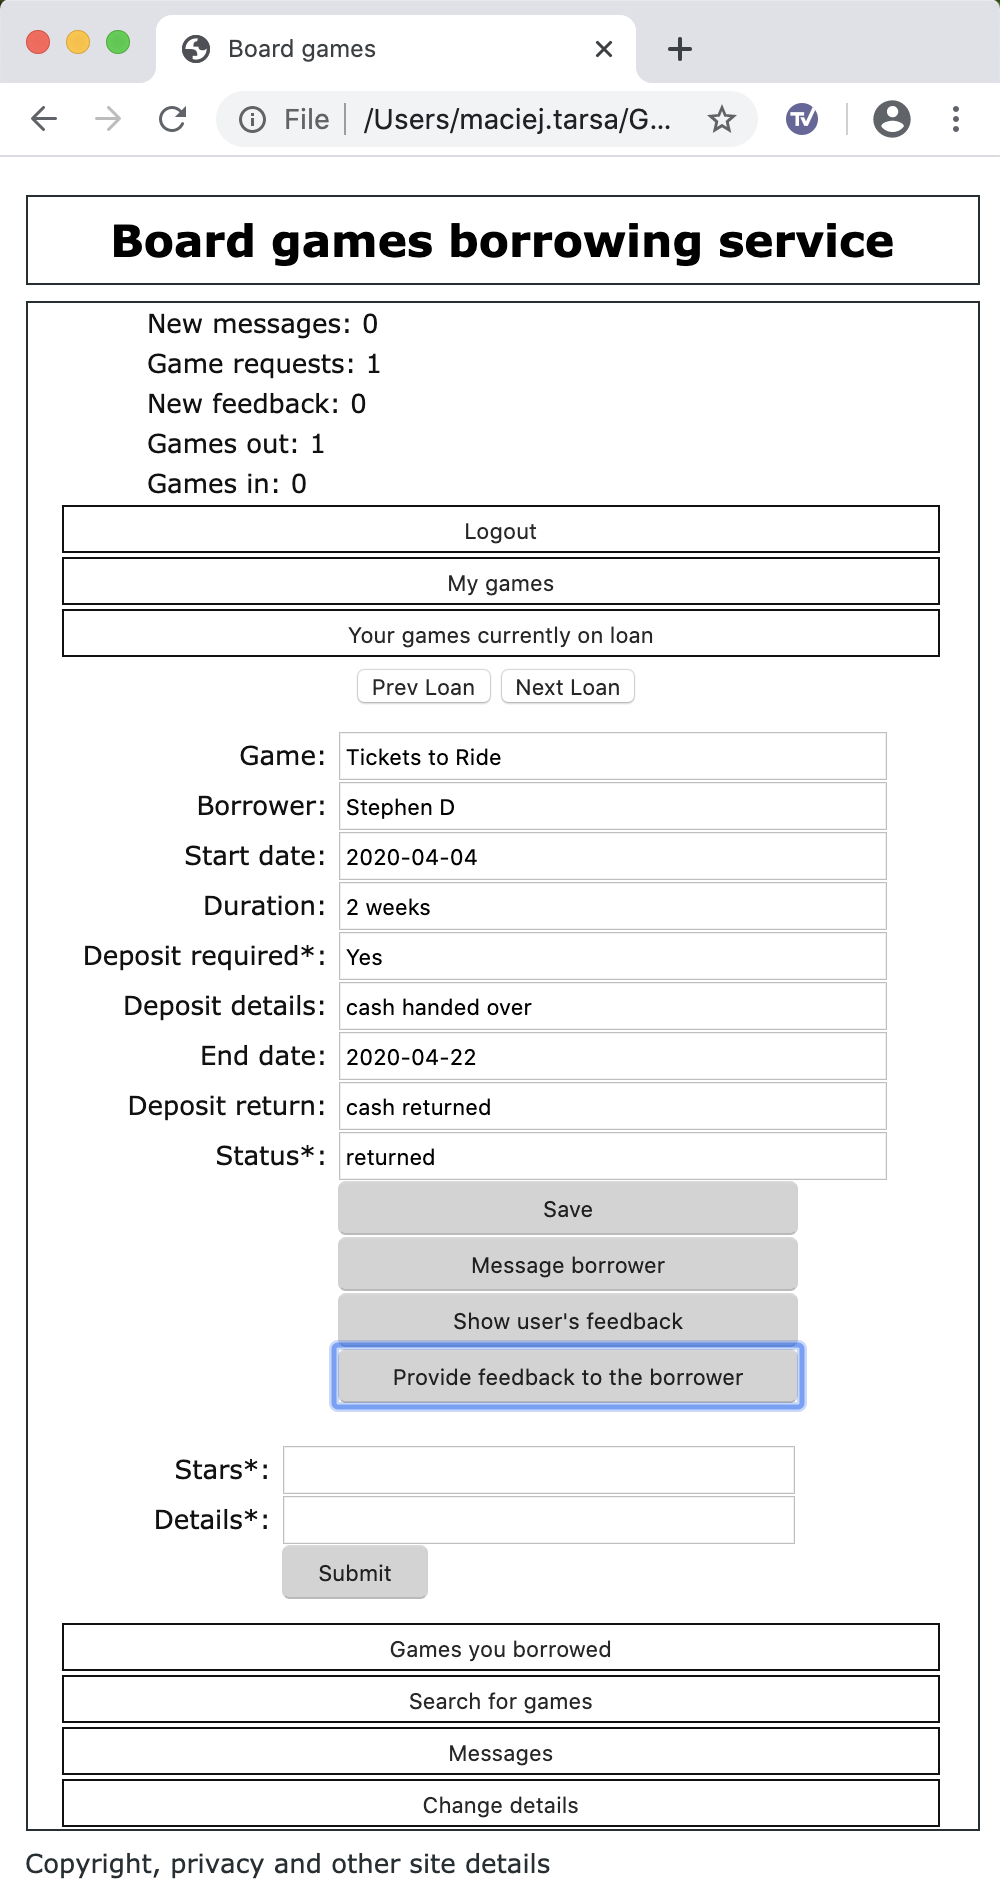 Board games
File /Users/maciej.tarsa/G...
TV
Board games borrowing service
New messages: 0
Game requests: 1
New feedback: 0
Games out: 1
Games in: 0
Logout
My games
Your games currently on loan
Prev Loan Next Loan
Game: Tickets to Ride
Borrower: Stephen D
Start date: 2020-04-04
Duration: 2 weeks
Deposit required*: Yes
Deposit details: cash handed over
End date: 2020-04-22
Deposit return: cash returned
Status*: returned
Save
Message borrower
Show user's feedback
Provide feedback to the borrower
Stars*:
Details*:
Submit
Games you borrowed
Search for games
Messages
Change details
Copyright, privacy and other site details